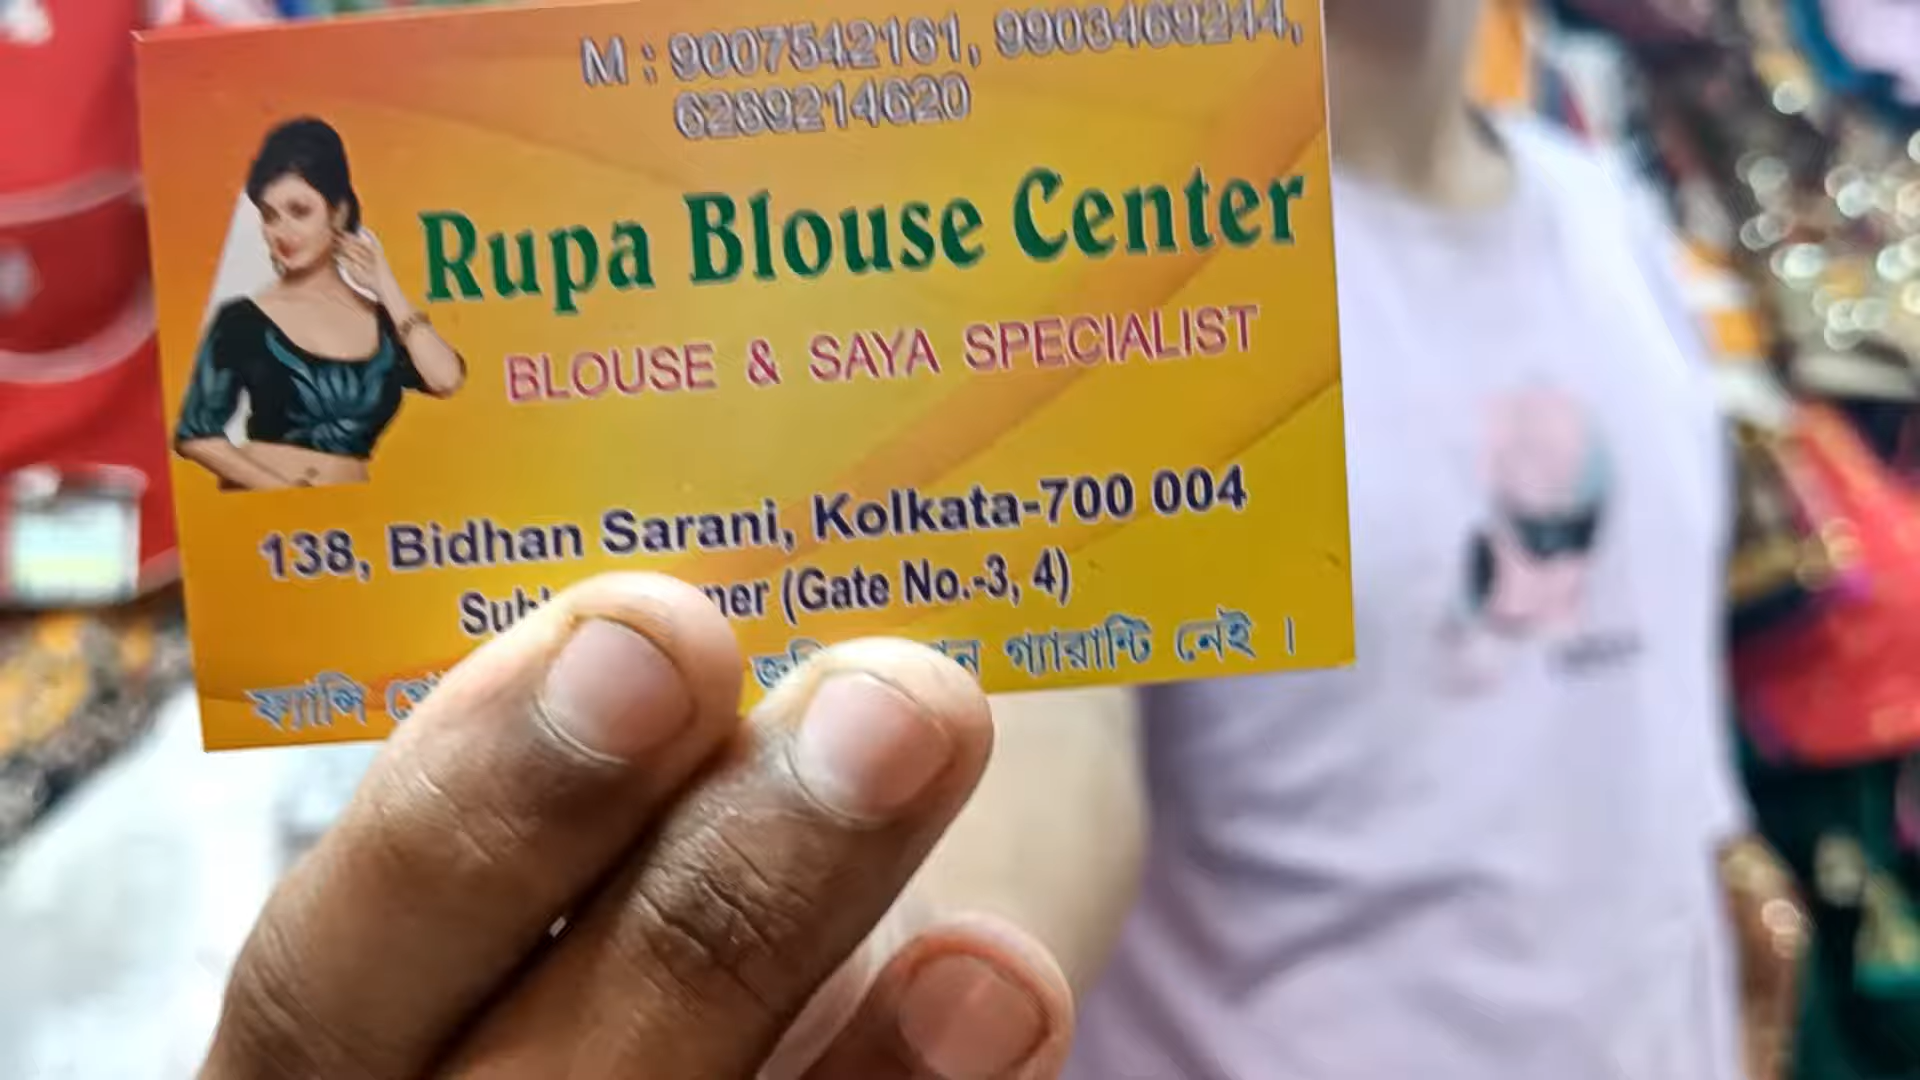 M : 9007542161, 9903469244,
6289214620
Rupa Blouse Center
BLOUSE & SAYA SPECIALIST
138, Bidhan Sarani, Kolkata-700 004
(Gate No.-3, 4)
ফ্যান্সি গ্যারান্টি নেই ।